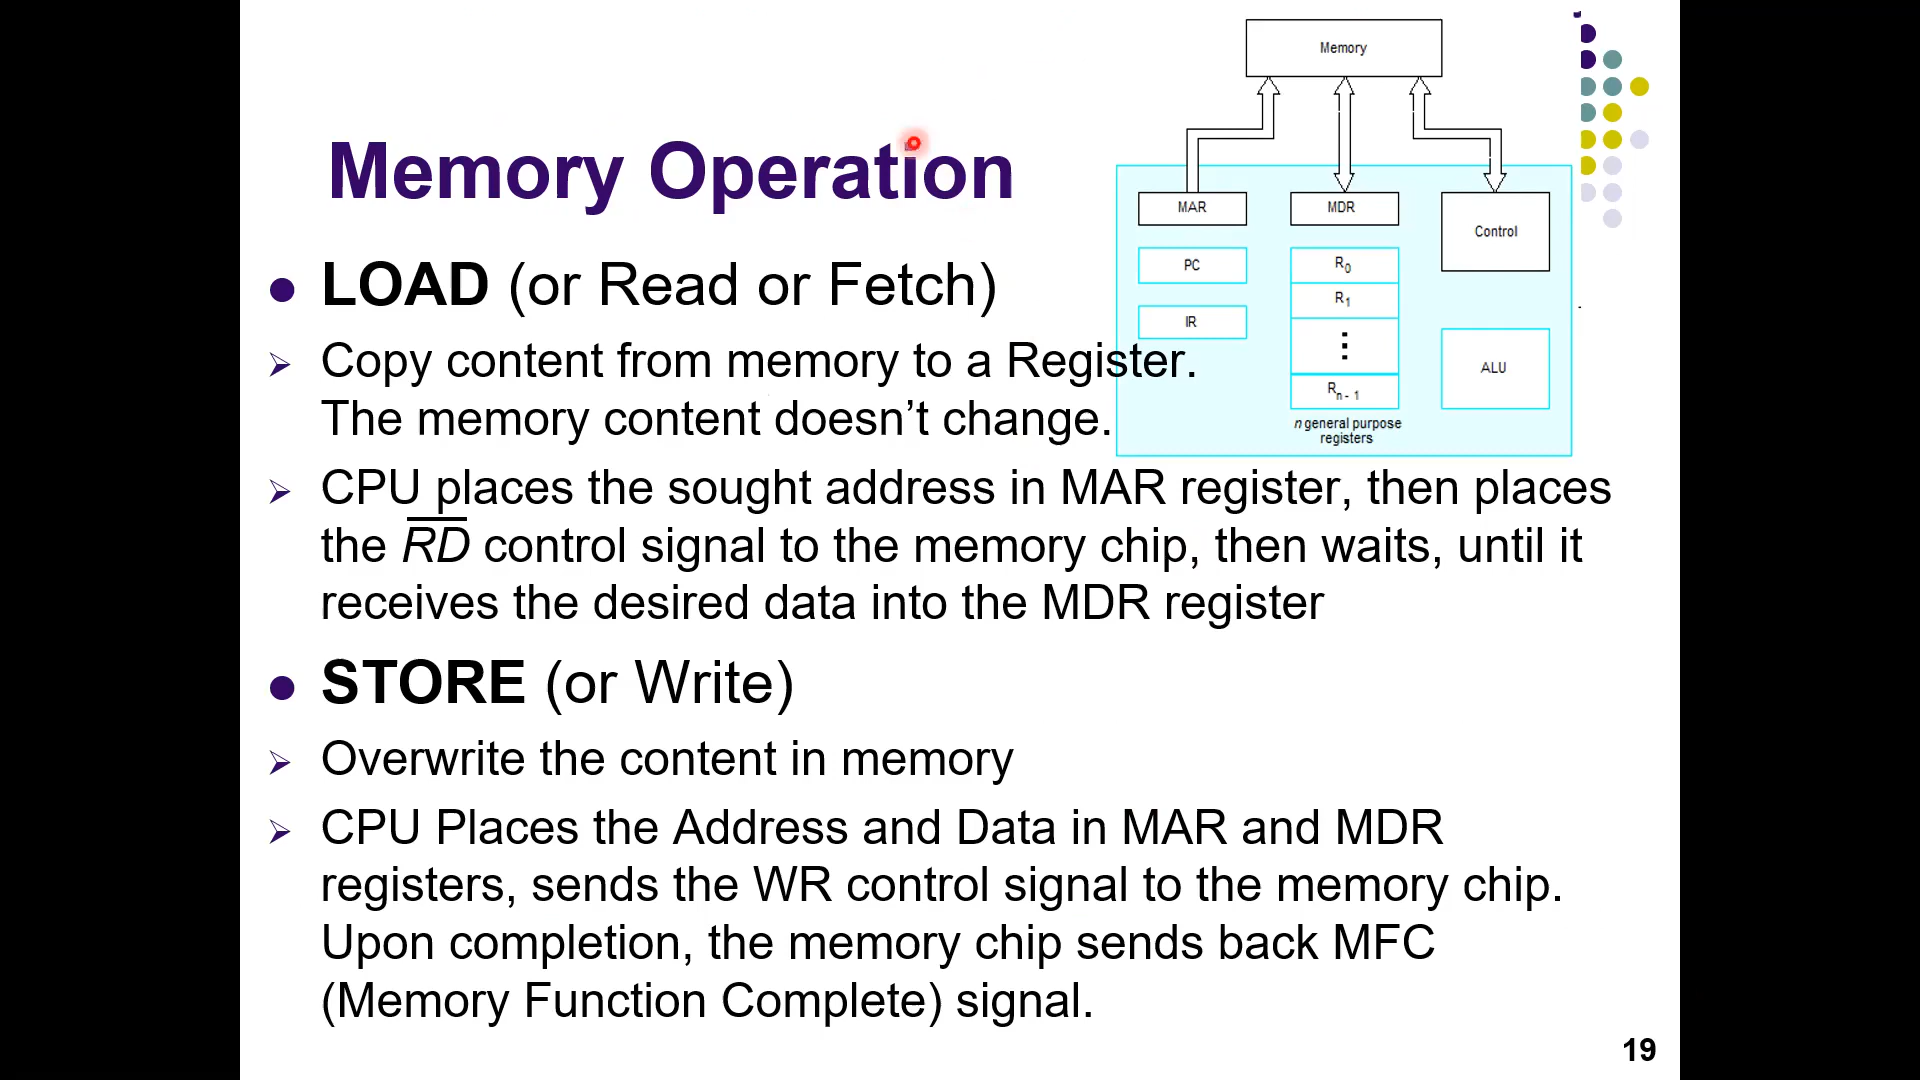 Memory Operation
LOAD (or Read or Fetch)
Copy content from memory to a Register.
The memory content doesn’t change.
CPU places the sought address in MAR register, then places
the RD control signal to the memory chip, then waits, until it
receives the desired data into the MDR register
STORE (or Write)
Overwrite the content in memory
CPU Places the Address and Data in MAR and MDR
registers, sends the WR control signal to the memory chip.
Upon completion, the memory chip sends back MFC
(Memory Function Complete) signal.
Memory
MAR
MDR
Control
PC
R0
R1
IR
⋮
ALU
Rn - 1
n general purpose
registers
19